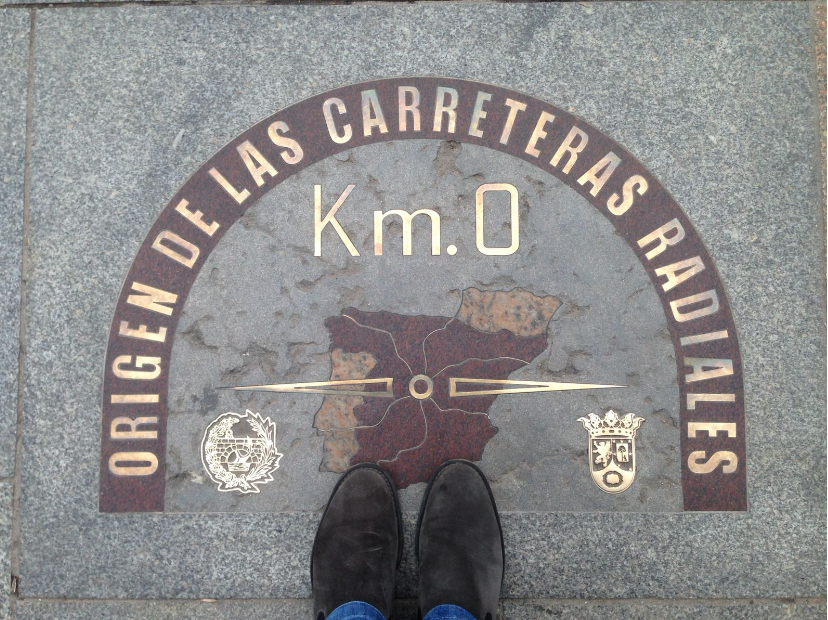 ORIGEN DE LAS CARRETERAS RADIALES
Km.0